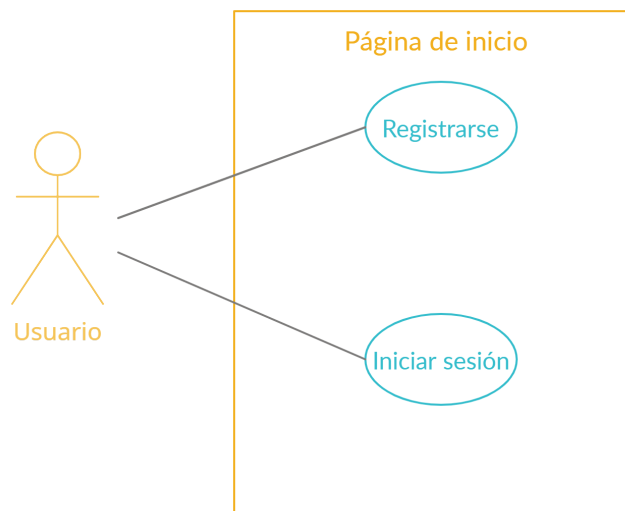 Página de inicio
Registrarse
Usuario
Iniciar sesión